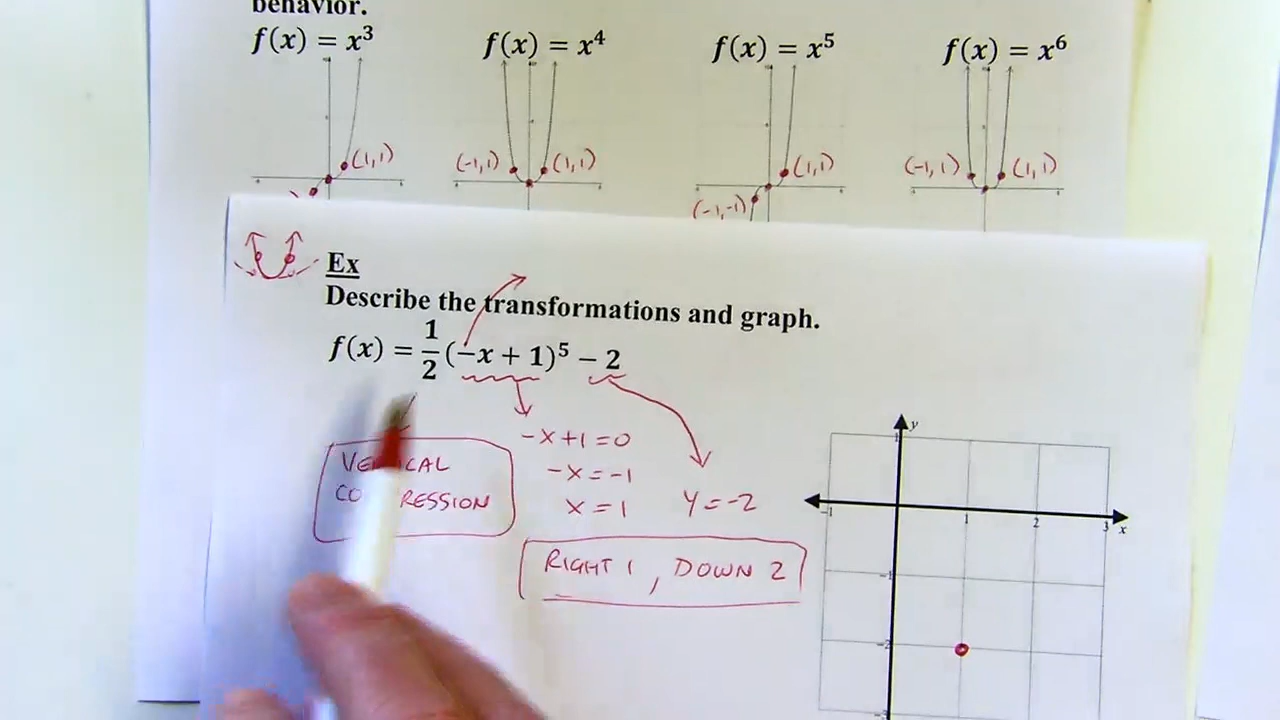 behavior.
f(x) = x³ f(x) = x⁴ f(x) = x⁵ f(x) = x⁶
(1,1) (-1,1) (1,1) (1,1) (-1,1) (1,1)
(-1,-1)
Ex
Describe the transformations and graph.
f(x) = 1/2 (−x + 1)⁵ − 2
-x+1=0
-x=-1
x=1 y=-2
RIGHT 1, DOWN 2
y
-1 1 2 3 x
1
-1
-2
-3